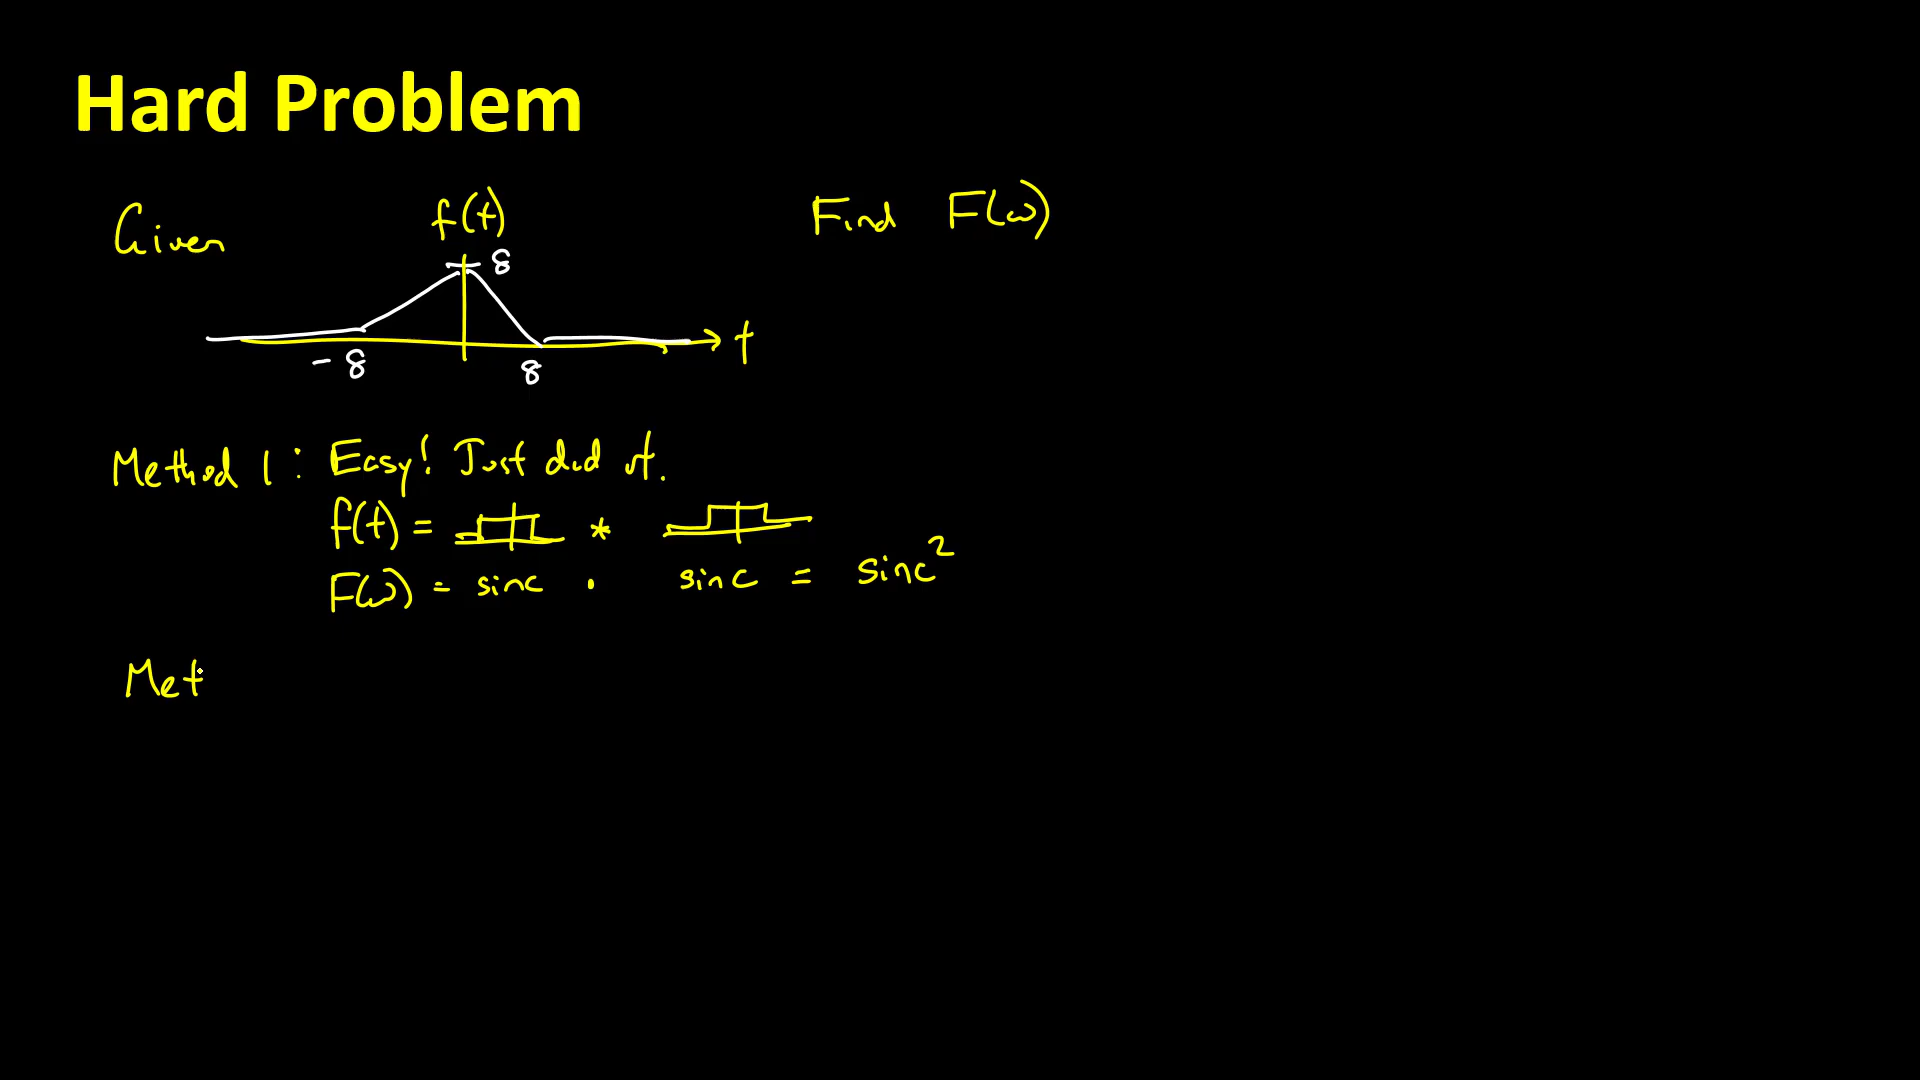 Hard Problem
Given f(t) Find F(ω)
8
t
-8 8
Method 1: Easy! Just did it.
f(t) = *
F(ω) = sinc · sinc = sinc²
Met